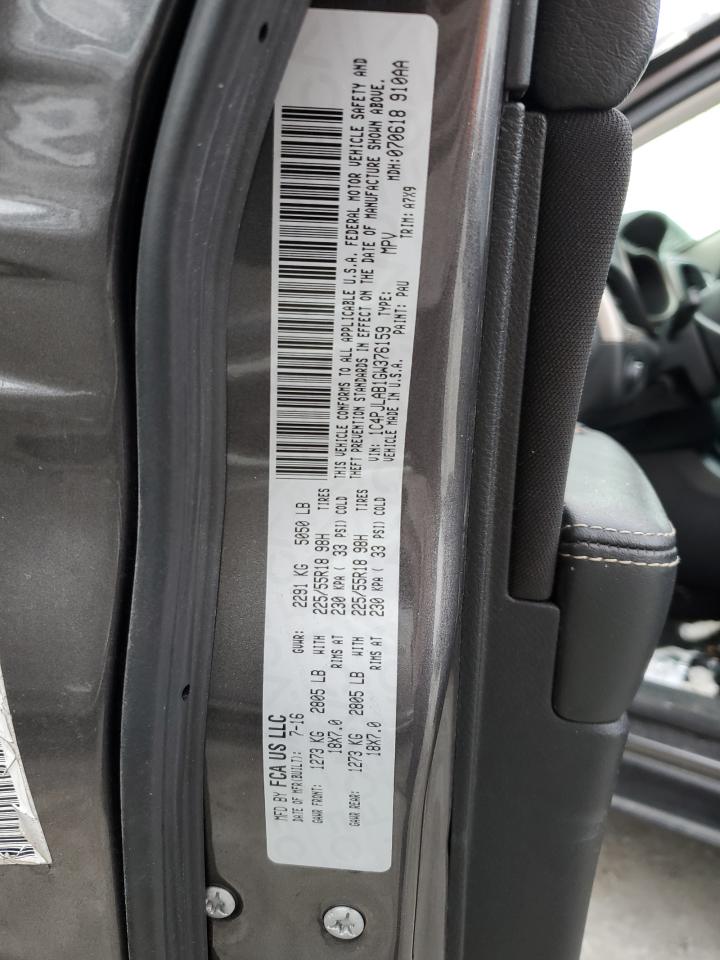 MFD BY FCA US LLC
DATE OF MFR(BUILT): 7-16 GVWR: 2291 KG 5050 LB
GAWR FRONT: 1273 KG 2805 LB WITH 225/55R18 98H TIRES
18X7.0 RIMS AT 230 KPA ( 33 PSI) COLD
GAWR REAR: 1273 KG 2805 LB WITH 225/55R18 98H TIRES
18X7.0 RIMS AT 230 KPA ( 33 PSI) COLD
THIS VEHICLE CONFORMS TO ALL APPLICABLE U.S.A. FEDERAL MOTOR VEHICLE SAFETY AND
THEFT PREVENTION STANDARDS IN EFFECT ON THE DATE OF MANUFACTURE SHOWN ABOVE.
VEHICLE MADE IN U.S.A. MDH:070618 910AA
VIN: 1C4PJLAB1GW376159 TYPE: MPV
PAINT: PAU TRIM: A7X9